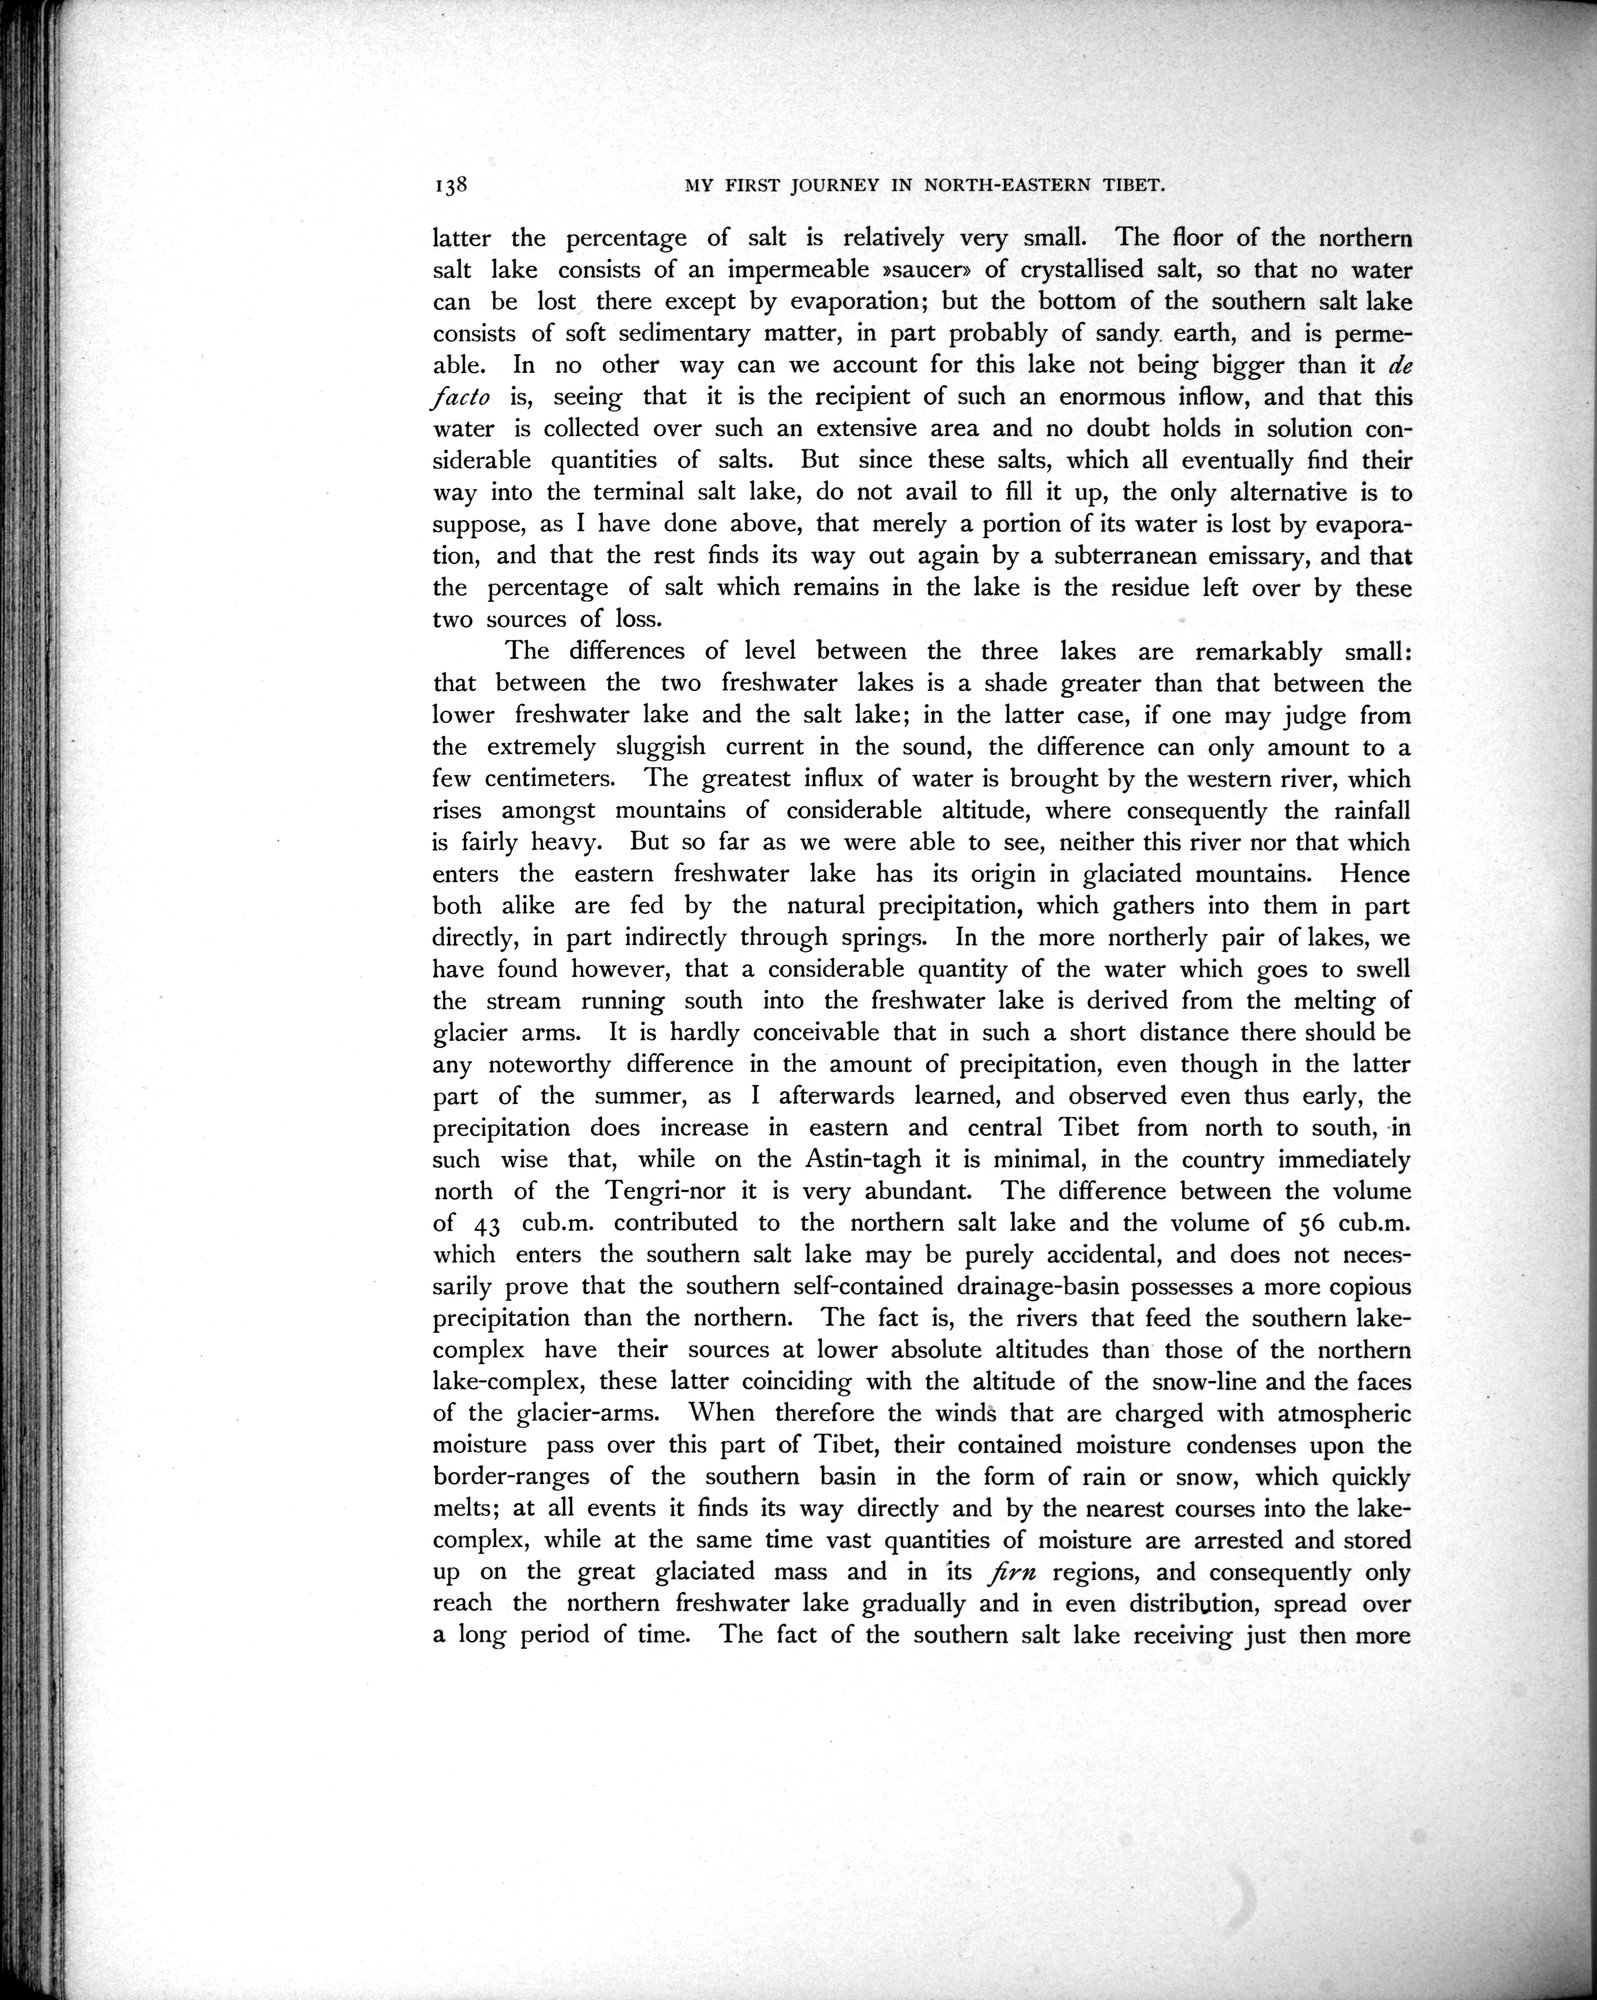 138 MY FIRST JOURNEY IN NORTH-EASTERN TIBET.
latter the percentage of salt is relatively very small. The floor of the northern
salt lake consists of an impermeable »saucer» of crystallised salt, so that no water
can be lost there except by evaporation; but the bottom of the southern salt lake
consists of soft sedimentary matter, in part probably of sandy earth, and is perme-
able. In no other way can we account for this lake not being bigger than it de
facto is, seeing that it is the recipient of such an enormous inflow, and that this
water is collected over such an extensive area and no doubt holds in solution con-
siderable quantities of salts. But since these salts, which all eventually find their
way into the terminal salt lake, do not avail to fill it up, the only alternative is to
suppose, as I have done above, that merely a portion of its water is lost by evapora-
tion, and that the rest finds its way out again by a subterranean emissary, and that
the percentage of salt which remains in the lake is the residue left over by these
two sources of loss.
The differences of level between the three lakes are remarkably small:
that between the two freshwater lakes is a shade greater than that between the
lower freshwater lake and the salt lake; in the latter case, if one may judge from
the extremely sluggish current in the sound, the difference can only amount to a
few centimeters. The greatest influx of water is brought by the western river, which
rises amongst mountains of considerable altitude, where consequently the rainfall
is fairly heavy. But so far as we were able to see, neither this river nor that which
enters the eastern freshwater lake has its origin in glaciated mountains. Hence
both alike are fed by the natural precipitation, which gathers into them in part
directly, in part indirectly through springs. In the more northerly pair of lakes, we
have found however, that a considerable quantity of the water which goes to swell
the stream running south into the freshwater lake is derived from the melting of
glacier arms. It is hardly conceivable that in such a short distance there should be
any noteworthy difference in the amount of precipitation, even though in the latter
part of the summer, as I afterwards learned, and observed even thus early, the
precipitation does increase in eastern and central Tibet from north to south, in
such wise that, while on the Astin-tagh it is minimal, in the country immediately
north of the Tengri-nor it is very abundant. The difference between the volume
of 43 cub.m. contributed to the northern salt lake and the volume of 56 cub.m.
which enters the southern salt lake may be purely accidental, and does not neces-
sarily prove that the southern self-contained drainage-basin possesses a more copious
precipitation than the northern. The fact is, the rivers that feed the southern lake-
complex have their sources at lower absolute altitudes than those of the northern
lake-complex, these latter coinciding with the altitude of the snow-line and the faces
of the glacier-arms. When therefore the winds that are charged with atmospheric
moisture pass over this part of Tibet, their contained moisture condenses upon the
border-ranges of the southern basin in the form of rain or snow, which quickly
melts; at all events it finds its way directly and by the nearest courses into the lake-
complex, while at the same time vast quantities of moisture are arrested and stored
up on the great glaciated mass and in its firn regions, and consequently only
reach the northern freshwater lake gradually and in even distribution, spread over
a long period of time. The fact of the southern salt lake receiving just then more